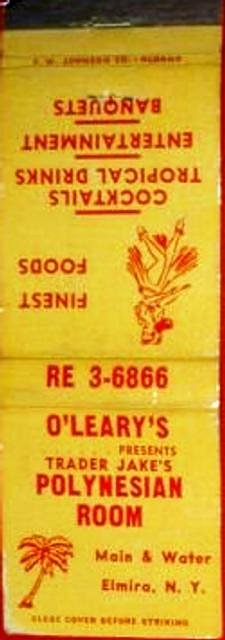 FINEST
FOODS
COCKTAILS
TROPICAL DRINKS
ENTERTAINMENT
BANQUETS
RE 3-6866
O'LEARY'S
PRESENTS
TRADER JAKE'S
POLYNESIAN
ROOM
Main & Water
Elmira, N. Y.
CLOSE COVER BEFORE STRIKING